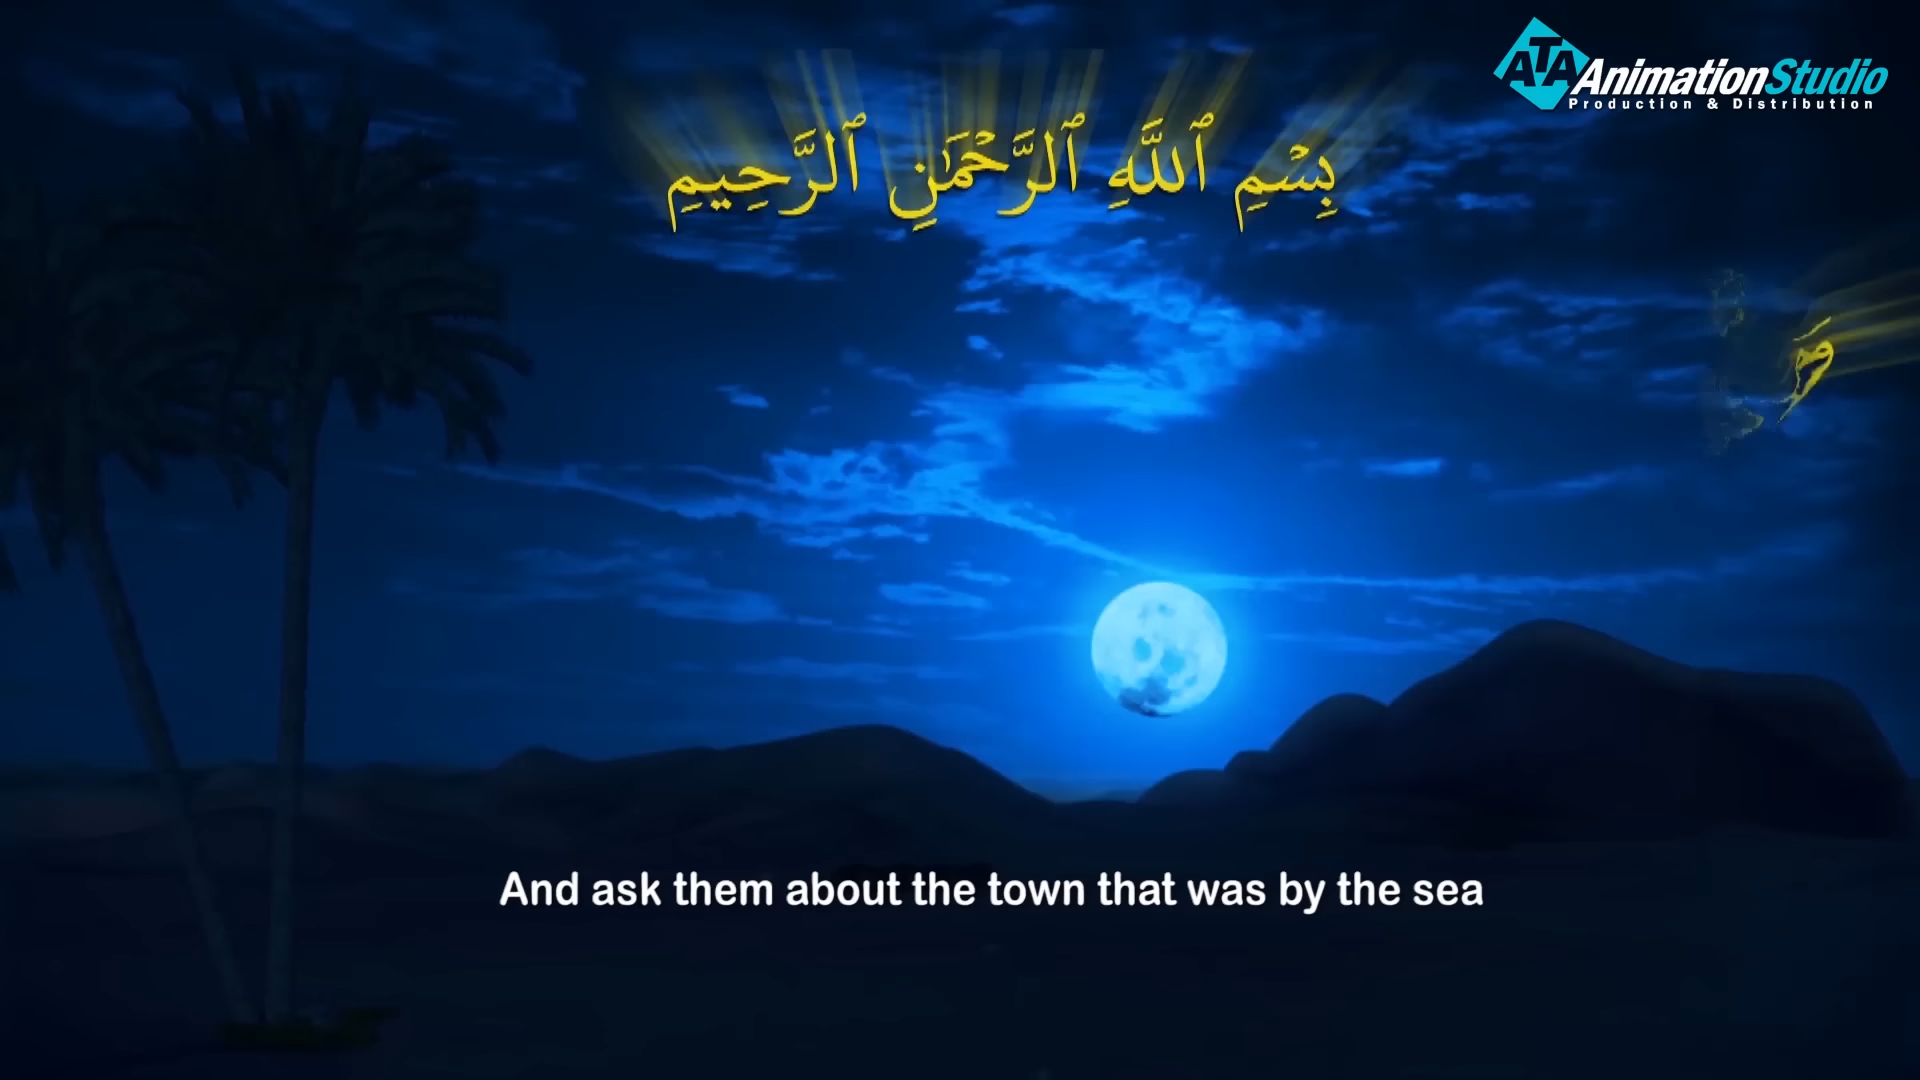 ATA AnimationStudio
Production & Distribution
بِسْمِ ٱللَّهِ ٱلرَّحْمَٰنِ ٱلرَّحِيمِ
And ask them about the town that was by the sea